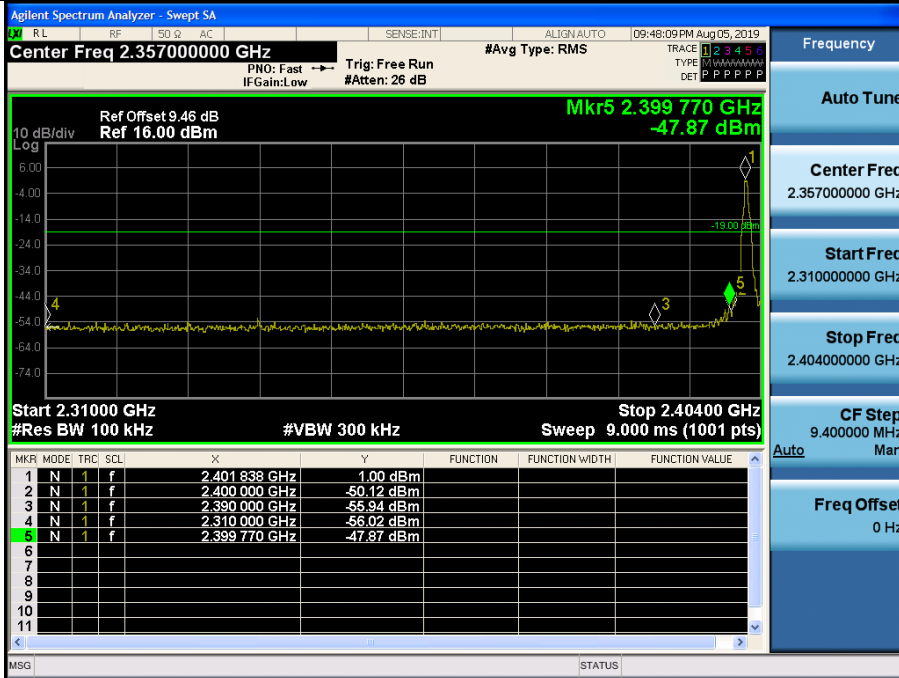 Agilent Spectrum Analyzer - Swept SA
LXI RL RF 50 Ω AC SENSE:INT ALIGN AUTO 09:48:09 PM Aug 05, 2019
Center Freq 2.357000000 GHz #Avg Type: RMS TRACE 1 2 3 4 5 6
PNO: Fast Trig: Free Run TYPE M WWWWW
IFGain:Low #Atten: 26 dB DET P P P P P P
Frequency
Mkr5 2.399 770 GHz
-47.87 dBm
Ref Offset 9.46 dB
10 dB/div Ref 16.00 dBm
Log
6.00
-4.00
-14.0
-24.0
-34.0
-44.0
-54.0
-64.0
-74.0
-19.00 dBm
1
5
4
3
Start 2.31000 GHz Stop 2.40400 GHz
#Res BW 100 kHz #VBW 300 kHz Sweep 9.000 ms (1001 pts)
MKR MODE TRC SCL X Y FUNCTION FUNCTION WIDTH FUNCTION VALUE
1 N 1 f 2.401 838 GHz 1.00 dBm
2 N 1 f 2.400 000 GHz -50.12 dBm
3 N 1 f 2.390 000 GHz -55.94 dBm
4 N 1 f 2.310 000 GHz -56.02 dBm
5 N 1 f 2.399 770 GHz -47.87 dBm
6
7
8
9
10
11
MSG STATUS
Auto Tune
Center Freq
2.357000000 GHz
Start Freq
2.310000000 GHz
Stop Freq
2.404000000 GHz
CF Step
9.400000 MHz
Auto Man
Freq Offset
0 Hz